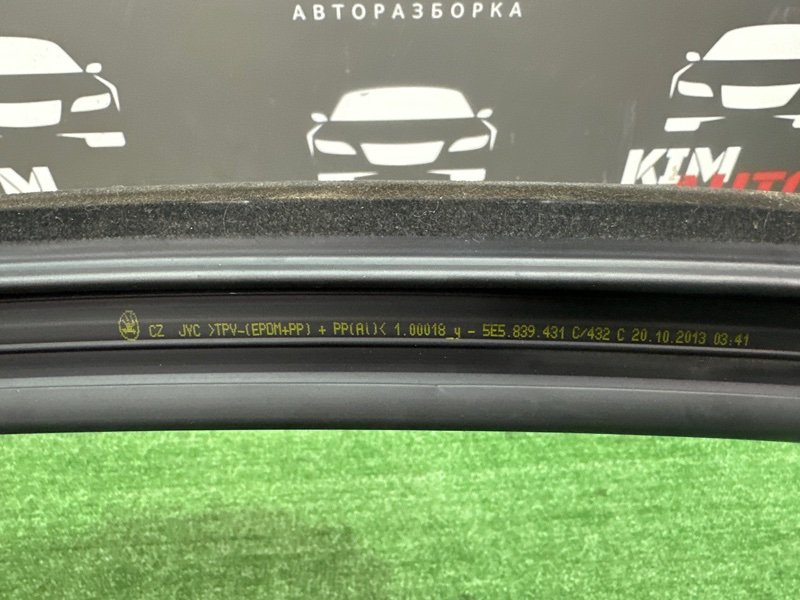 АВТОРАЗБОРКА
KIM
AUTO
CZ JYC >TPV-(EPDM+PP) + PP(Al)< 1.00018_y - 5E5.839.431 C/432 C 20.10.2013 03:41